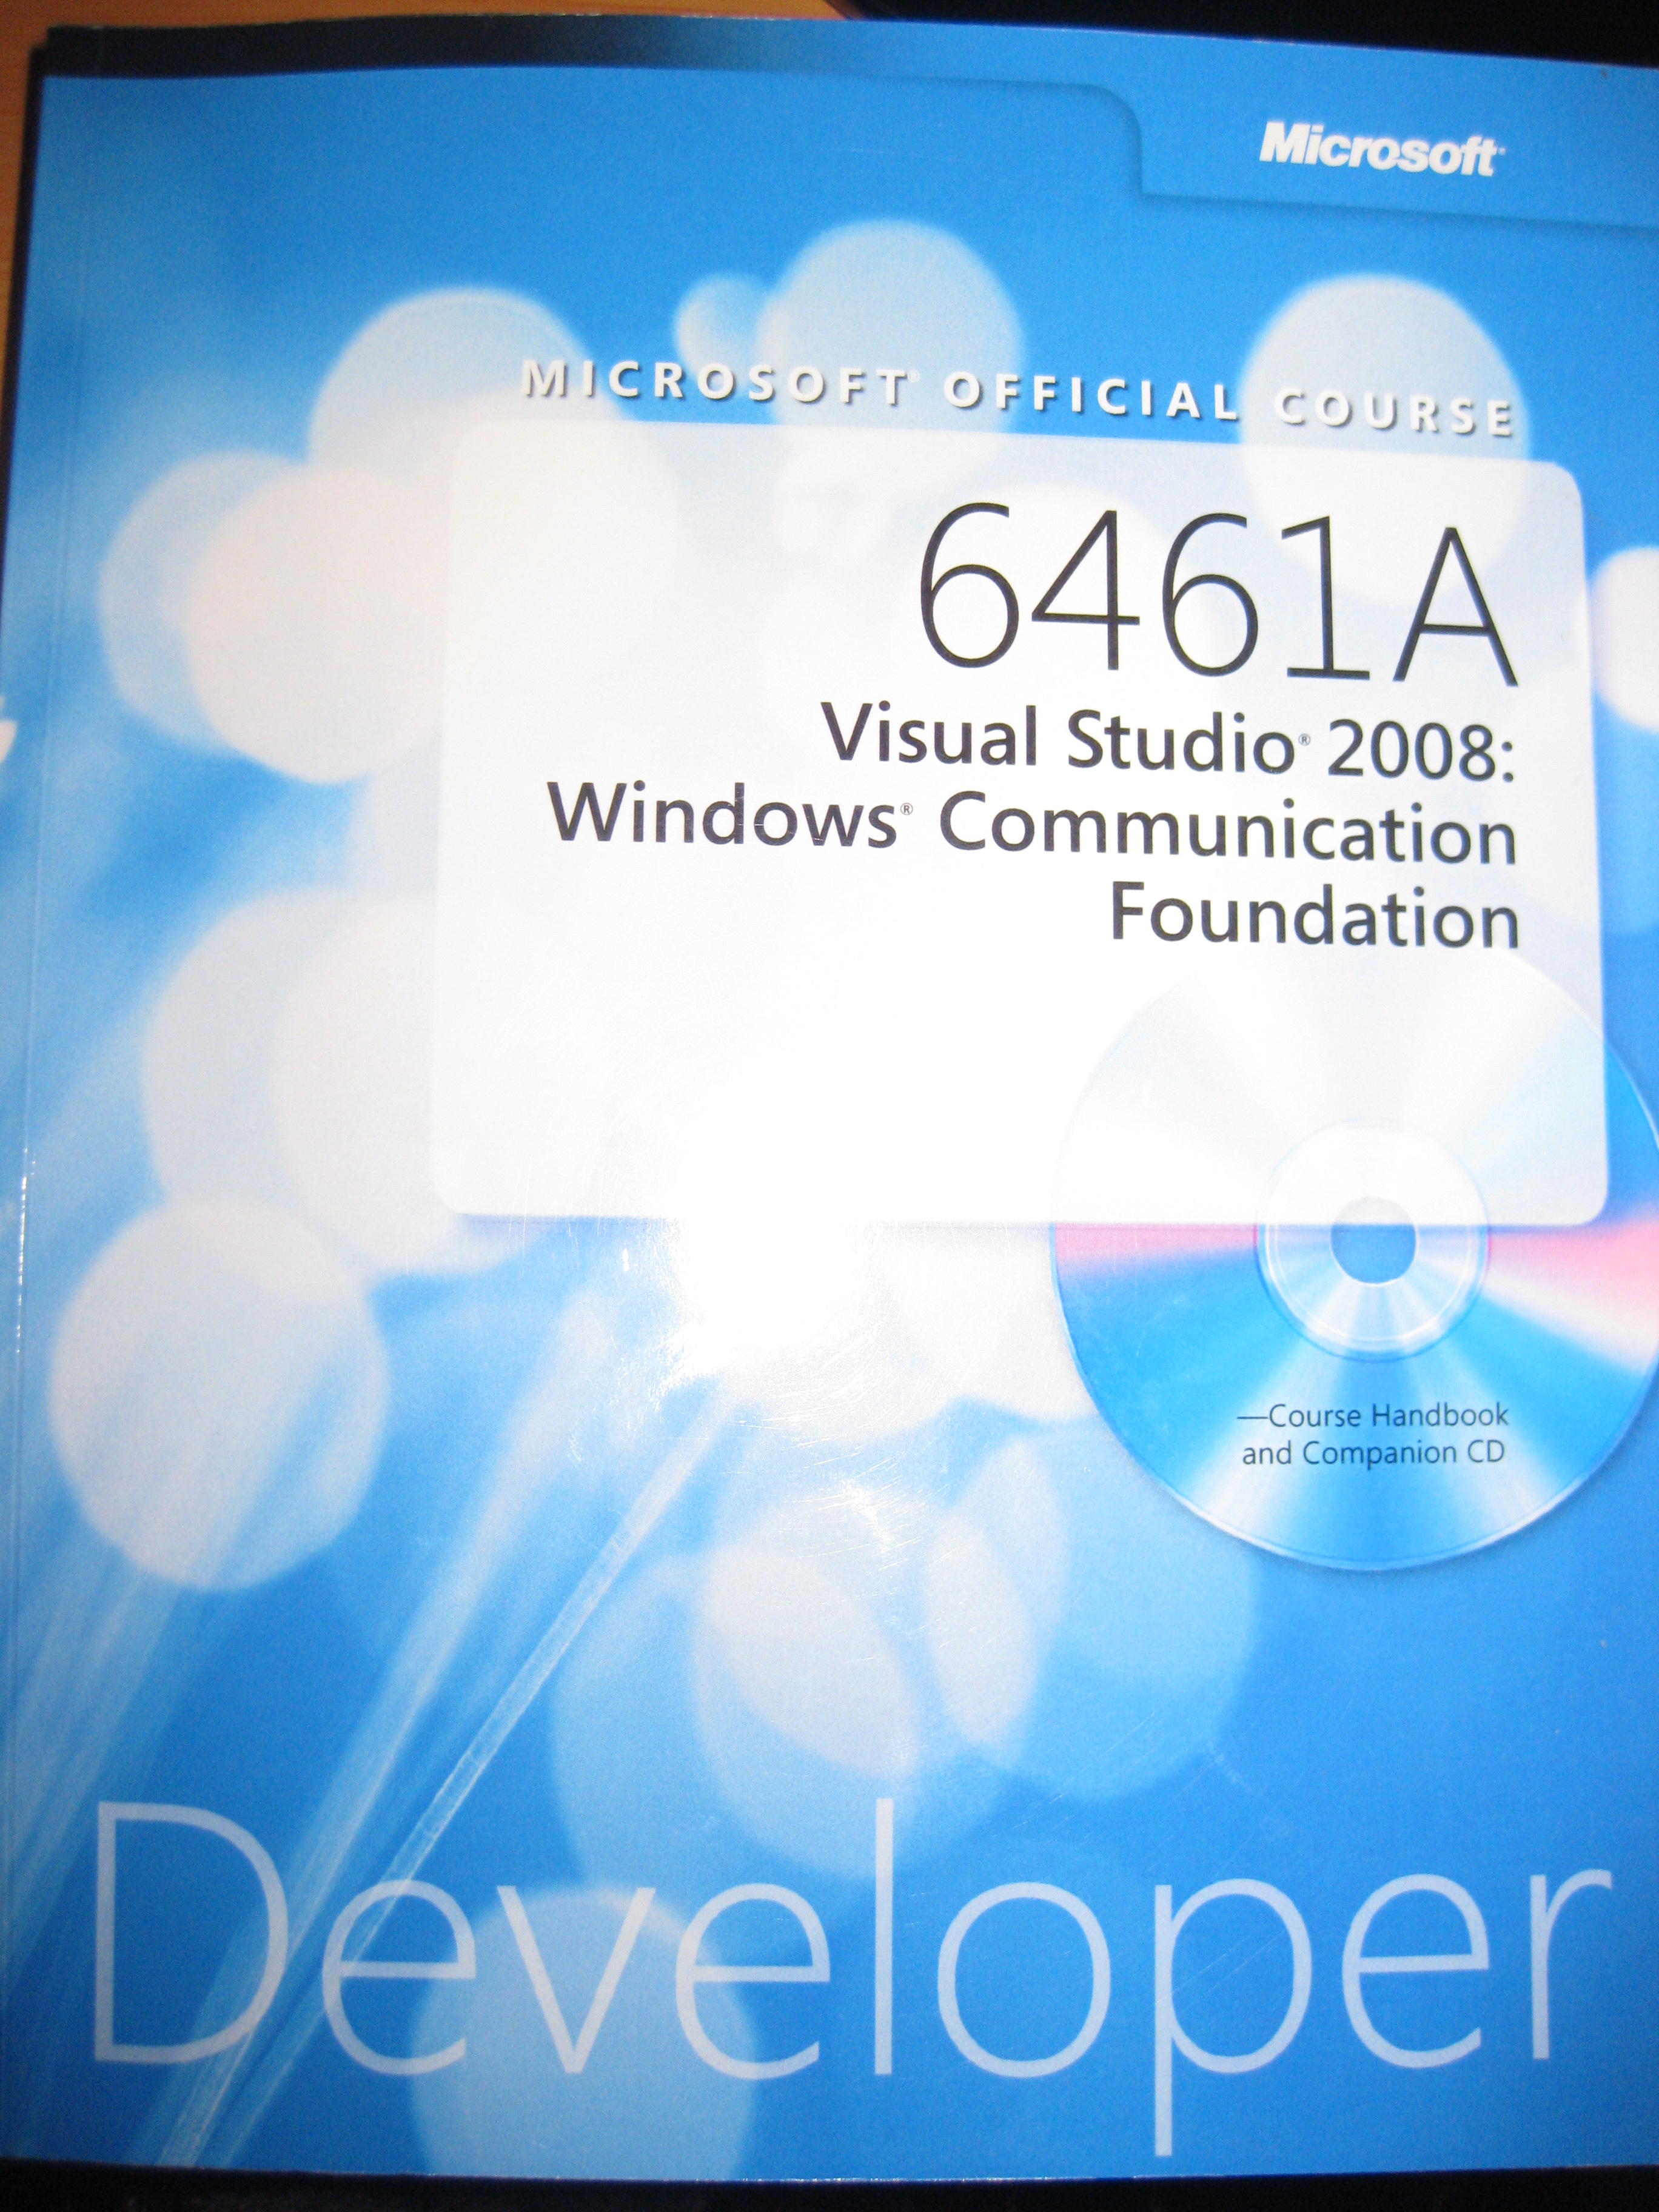 Microsoft®
MICROSOFT® OFFICIAL COURSE
6461A
Visual Studio® 2008:
Windows® Communication
Foundation
—Course Handbook
and Companion CD
Developer